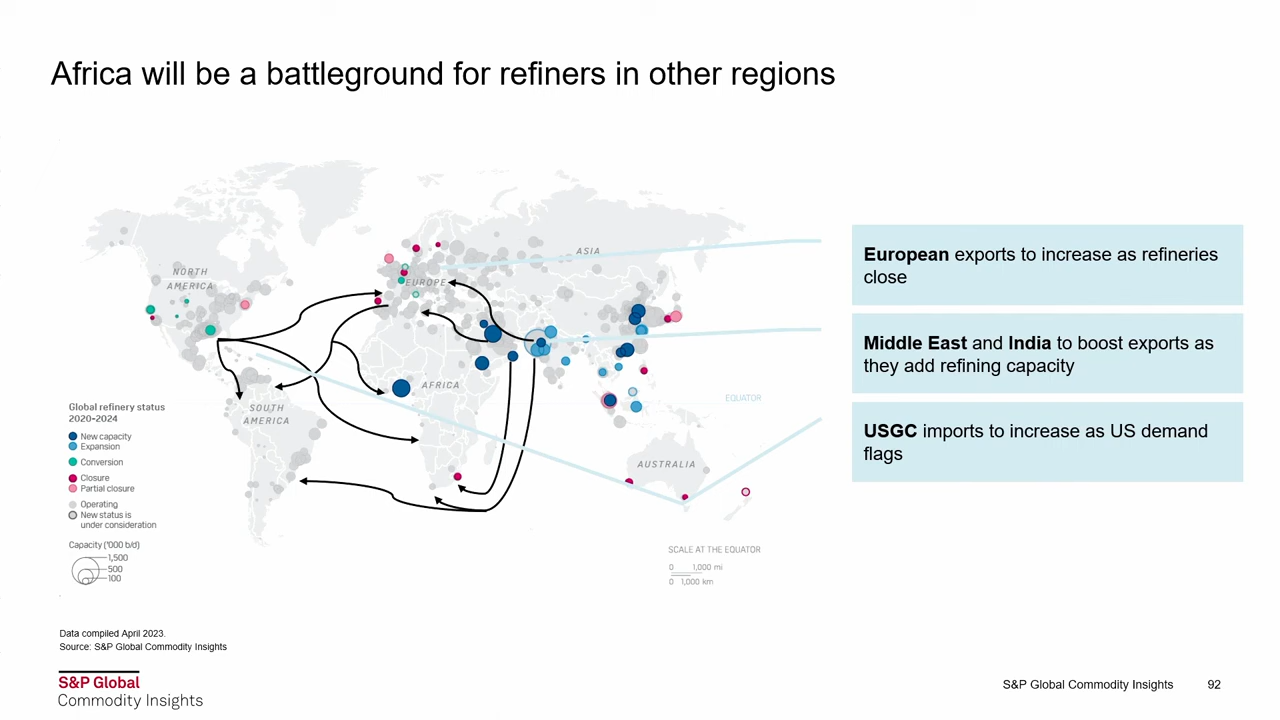 Africa will be a battleground for refiners in other regions
NORTH
AMERICA
EUROPE
ASIA
AFRICA
EQUATOR
SOUTH
AMERICA
AUSTRALIA
Global refinery status
2020–2024
New capacity
Expansion
Conversion
Closure
Partial closure
Operating
New status is
under consideration
Capacity ('000 b/d)
1,500
500
100
SCALE AT THE EQUATOR
0 1,000 mi
0 1,000 km
European exports to increase as refineries
close
Middle East and India to boost exports as
they add refining capacity
USGC imports to increase as US demand
flags
Data compiled April 2023.
Source: S&P Global Commodity Insights
S&P Global
Commodity Insights
S&P Global Commodity Insights 92